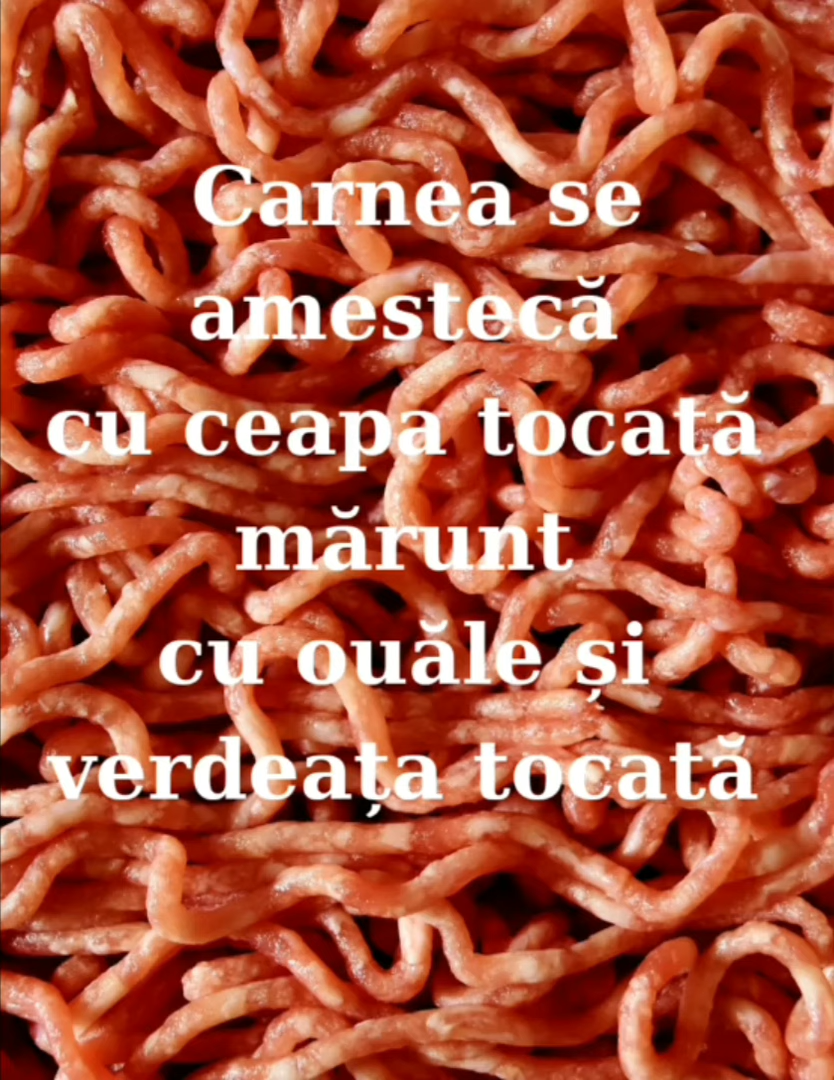 Carnea se
amestecă
cu ceapa tocată
mărunt
cu ouăle și
verdeața tocată